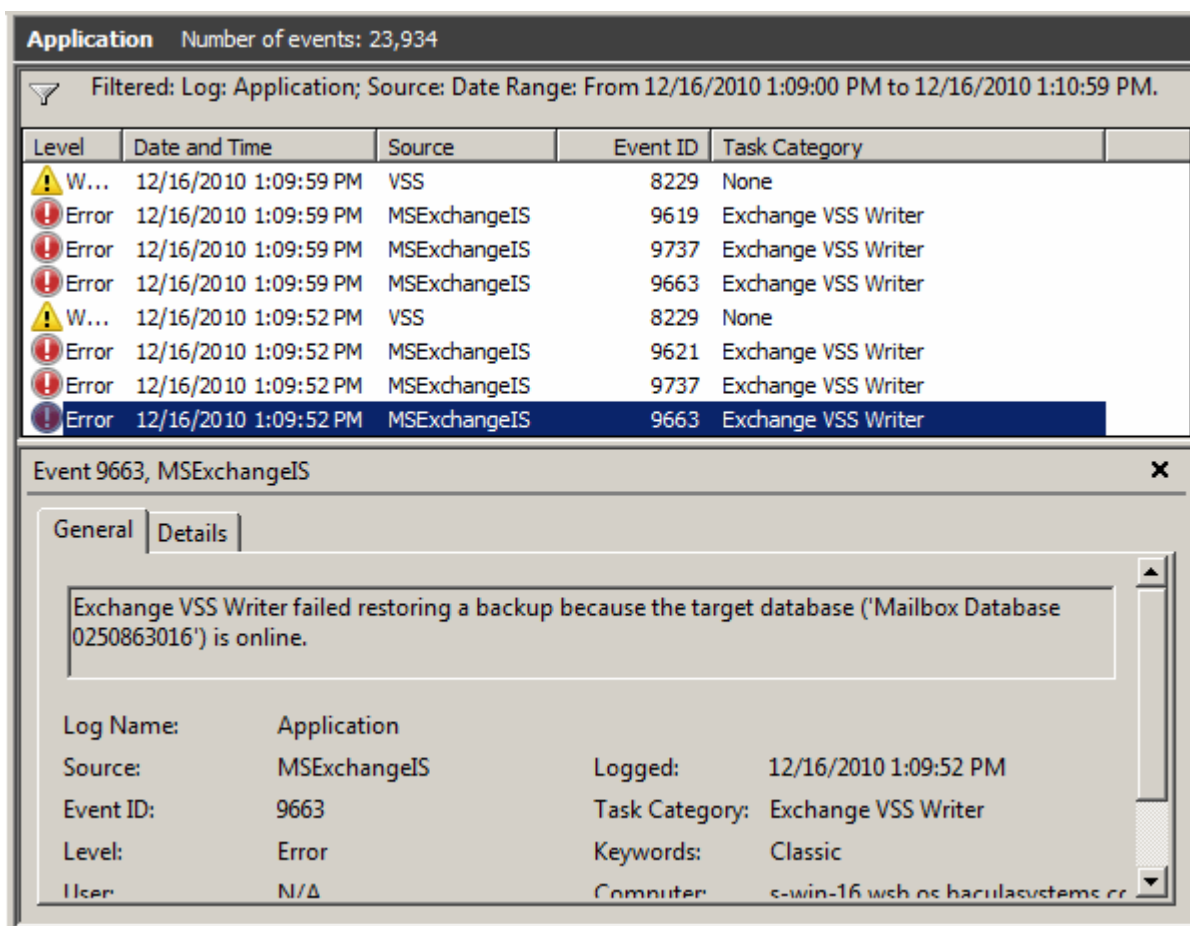 Application Number of events: 23,934
Filtered: Log: Application; Source: Date Range: From 12/16/2010 1:09:00 PM to 12/16/2010 1:10:59 PM.
Level Date and Time Source Event ID Task Category
W... 12/16/2010 1:09:59 PM VSS 8229 None
Error 12/16/2010 1:09:59 PM MSExchangeIS 9619 Exchange VSS Writer
Error 12/16/2010 1:09:59 PM MSExchangeIS 9737 Exchange VSS Writer
Error 12/16/2010 1:09:59 PM MSExchangeIS 9663 Exchange VSS Writer
W... 12/16/2010 1:09:52 PM VSS 8229 None
Error 12/16/2010 1:09:52 PM MSExchangeIS 9621 Exchange VSS Writer
Error 12/16/2010 1:09:52 PM MSExchangeIS 9737 Exchange VSS Writer
Error 12/16/2010 1:09:52 PM MSExchangeIS 9663 Exchange VSS Writer
Event 9663, MSExchangeIS
General Details
Exchange VSS Writer failed restoring a backup because the target database ('Mailbox Database
0250863016') is online.
Log Name: Application
Source: MSExchangeIS Logged: 12/16/2010 1:09:52 PM
Event ID: 9663 Task Category: Exchange VSS Writer
Level: Error Keywords: Classic
User: N/A Computer: s-win-16.wsb.os.baculasystems.cc